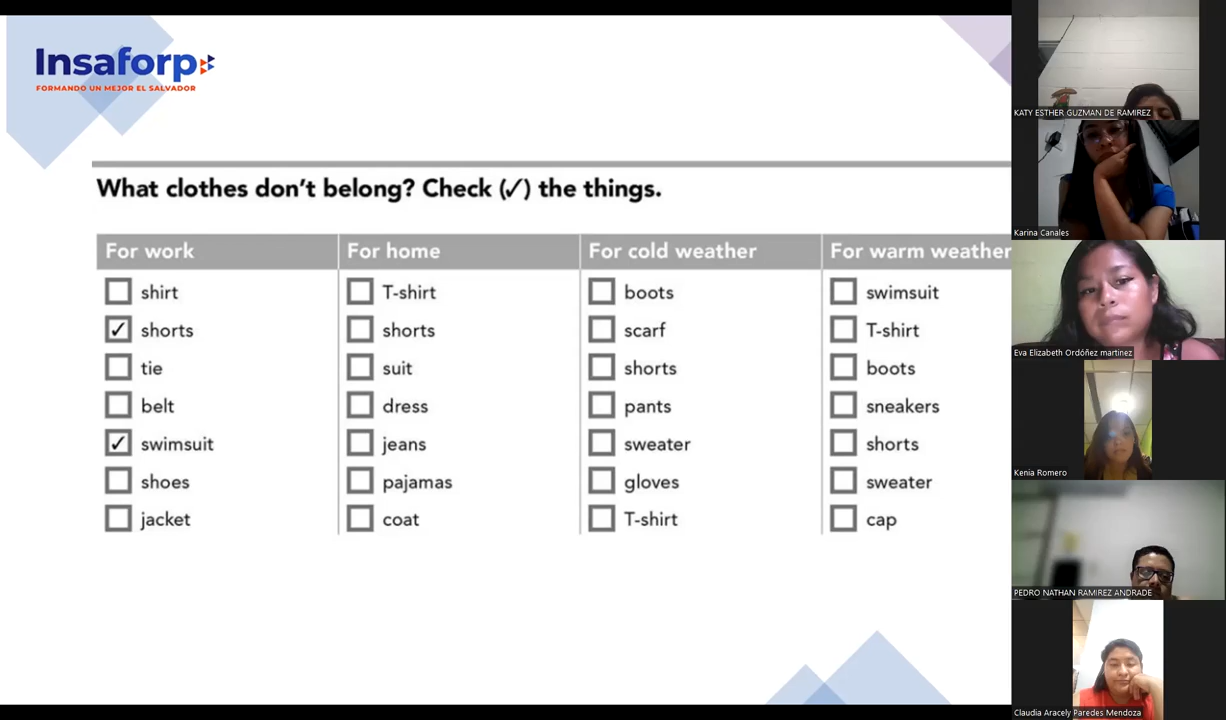 Insaforp
FORMANDO UN MEJOR EL SALVADOR
What clothes don't belong? Check (✓) the things.
For work
shirt
✓ shorts
tie
belt
✓ swimsuit
shoes
jacket
For home
T-shirt
shorts
suit
dress
jeans
pajamas
coat
For cold weather
boots
scarf
shorts
pants
sweater
gloves
T-shirt
For warm weather
swimsuit
T-shirt
boots
sneakers
shorts
sweater
cap
KATY ESTHER GUZMAN DE RAMIREZ
Karina Canales
Eva Elizabeth Ordóñez martinez
Kenia Romero
PEDRO NATHAN RAMIREZ ANDRADE
Claudia Aracely Paredes Mendoza